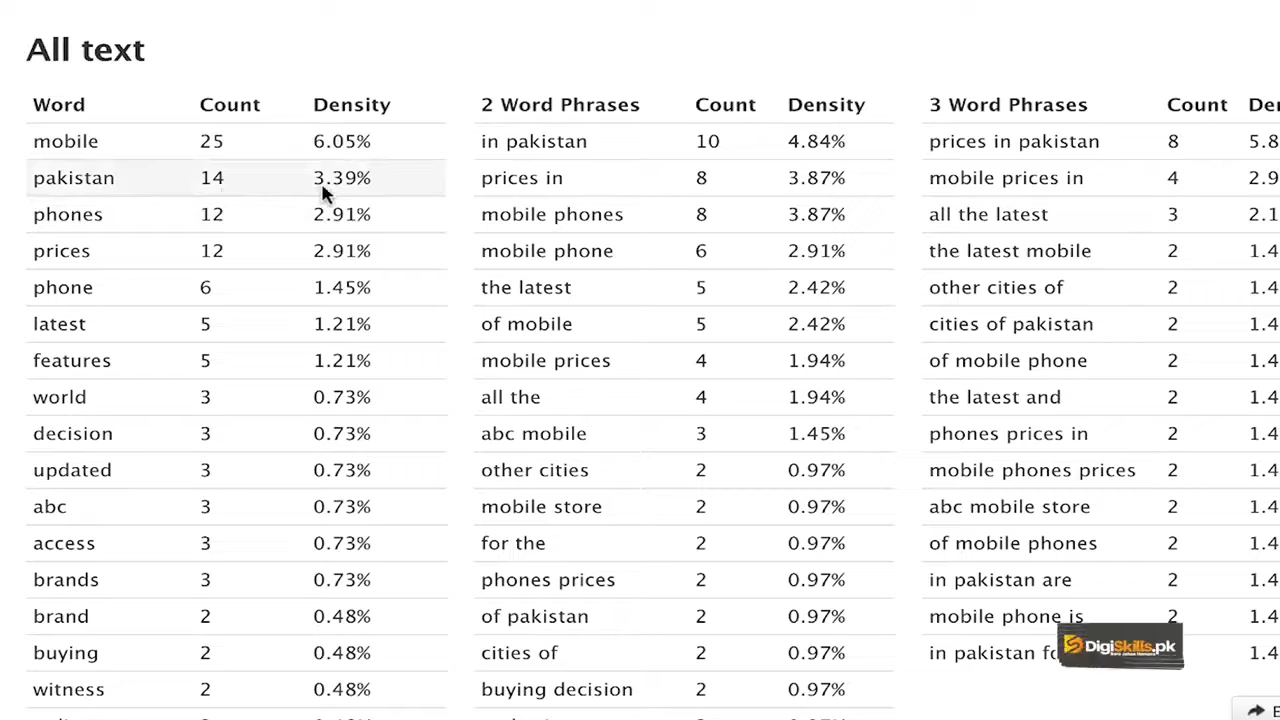 All text
Word Count Density 2 Word Phrases Count Density 3 Word Phrases Count
mobile 25 6.05% in pakistan 10 4.84% prices in pakistan 8
pakistan 14 3.39% prices in 8 3.87% mobile prices in 4
phones 12 2.91% mobile phones 8 3.87% all the latest 3
prices 12 2.91% mobile phone 6 2.91% the latest mobile 2
phone 6 1.45% the latest 5 2.42% other cities of 2
latest 5 1.21% of mobile 5 2.42% cities of pakistan 2
features 5 1.21% mobile prices 4 1.94% of mobile phone 2
world 3 0.73% all the 4 1.94% the latest and 2
decision 3 0.73% abc mobile 3 1.45% phones prices in 2
updated 3 0.73% other cities 2 0.97% mobile phones prices 2
abc 3 0.73% mobile store 2 0.97% abc mobile store 2
access 3 0.73% for the 2 0.97% of mobile phones 2
brands 3 0.73% phones prices 2 0.97% in pakistan are 2
brand 2 0.48% of pakistan 2 0.97% mobile phone is 2
buying 2 0.48% cities of 2 0.97% in pakistan
witness 2 0.48% buying decision 2 0.97%
DigiSkills.pk